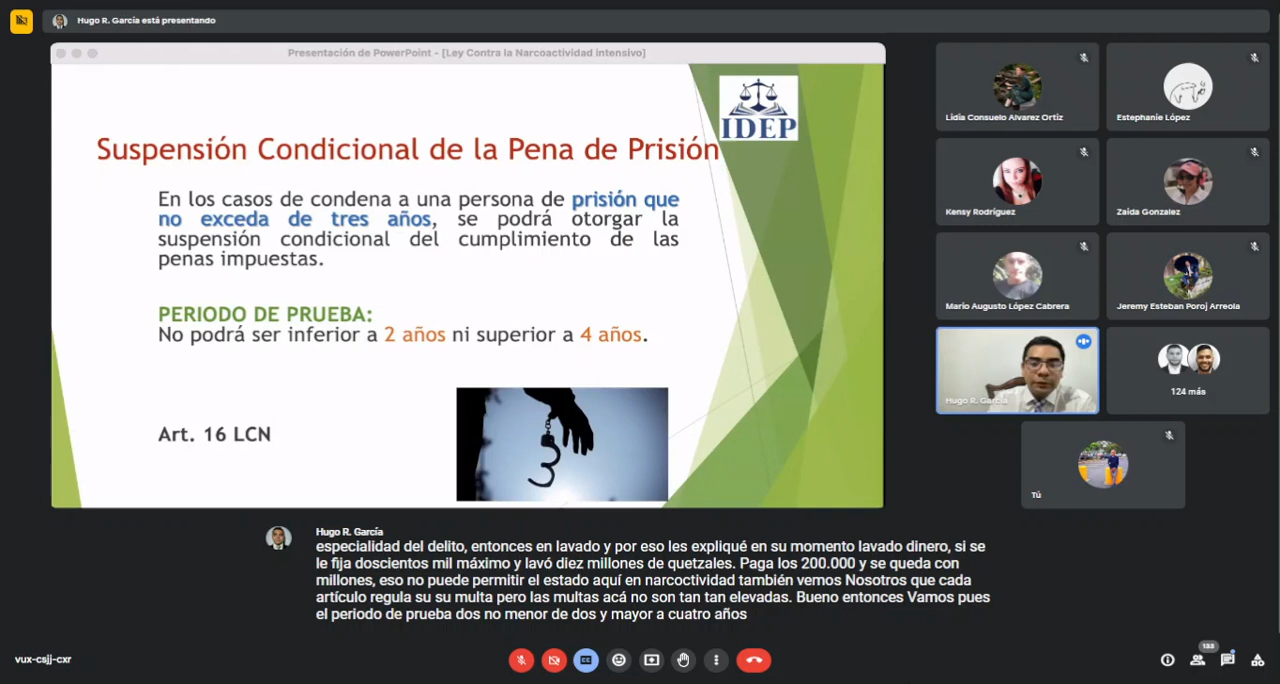 Hugo R. García está presentando
Presentación de PowerPoint - [Ley Contra la Narcoactividad intensivo]
IDEP
Suspensión Condicional de la Pena de Prisión
En los casos de condena a una persona de prisión que
no exceda de tres años, se podrá otorgar la
suspensión condicional del cumplimiento de las
penas impuestas.
PERIODO DE PRUEBA:
No podrá ser inferior a 2 años ni superior a 4 años.
Art. 16 LCN
Lidia Consuelo Alvarez Ortiz
Estephanie López
Kensy Rodríguez
Zaida Gonzalez
Mario Augusto López Cabrera
Jeremy Esteban Poroj Arreola
Hugo R. García
124 más
Tú
Hugo R. García
especialidad del delito, entonces en lavado y por eso les expliqué en su momento lavado dinero, si se
le fija doscientos mil máximo y lavó diez millones de quetzales. Paga los 200.000 y se queda con
millones, eso no puede permitir el estado aquí en narcoctividad también vemos Nosotros que cada
artículo regula su su multa pero las multas acá no son tan tan elevadas. Bueno entonces Vamos pues
el periodo de prueba dos no menor de dos y mayor a cuatro años
vux-csjj-cxr
CC
133